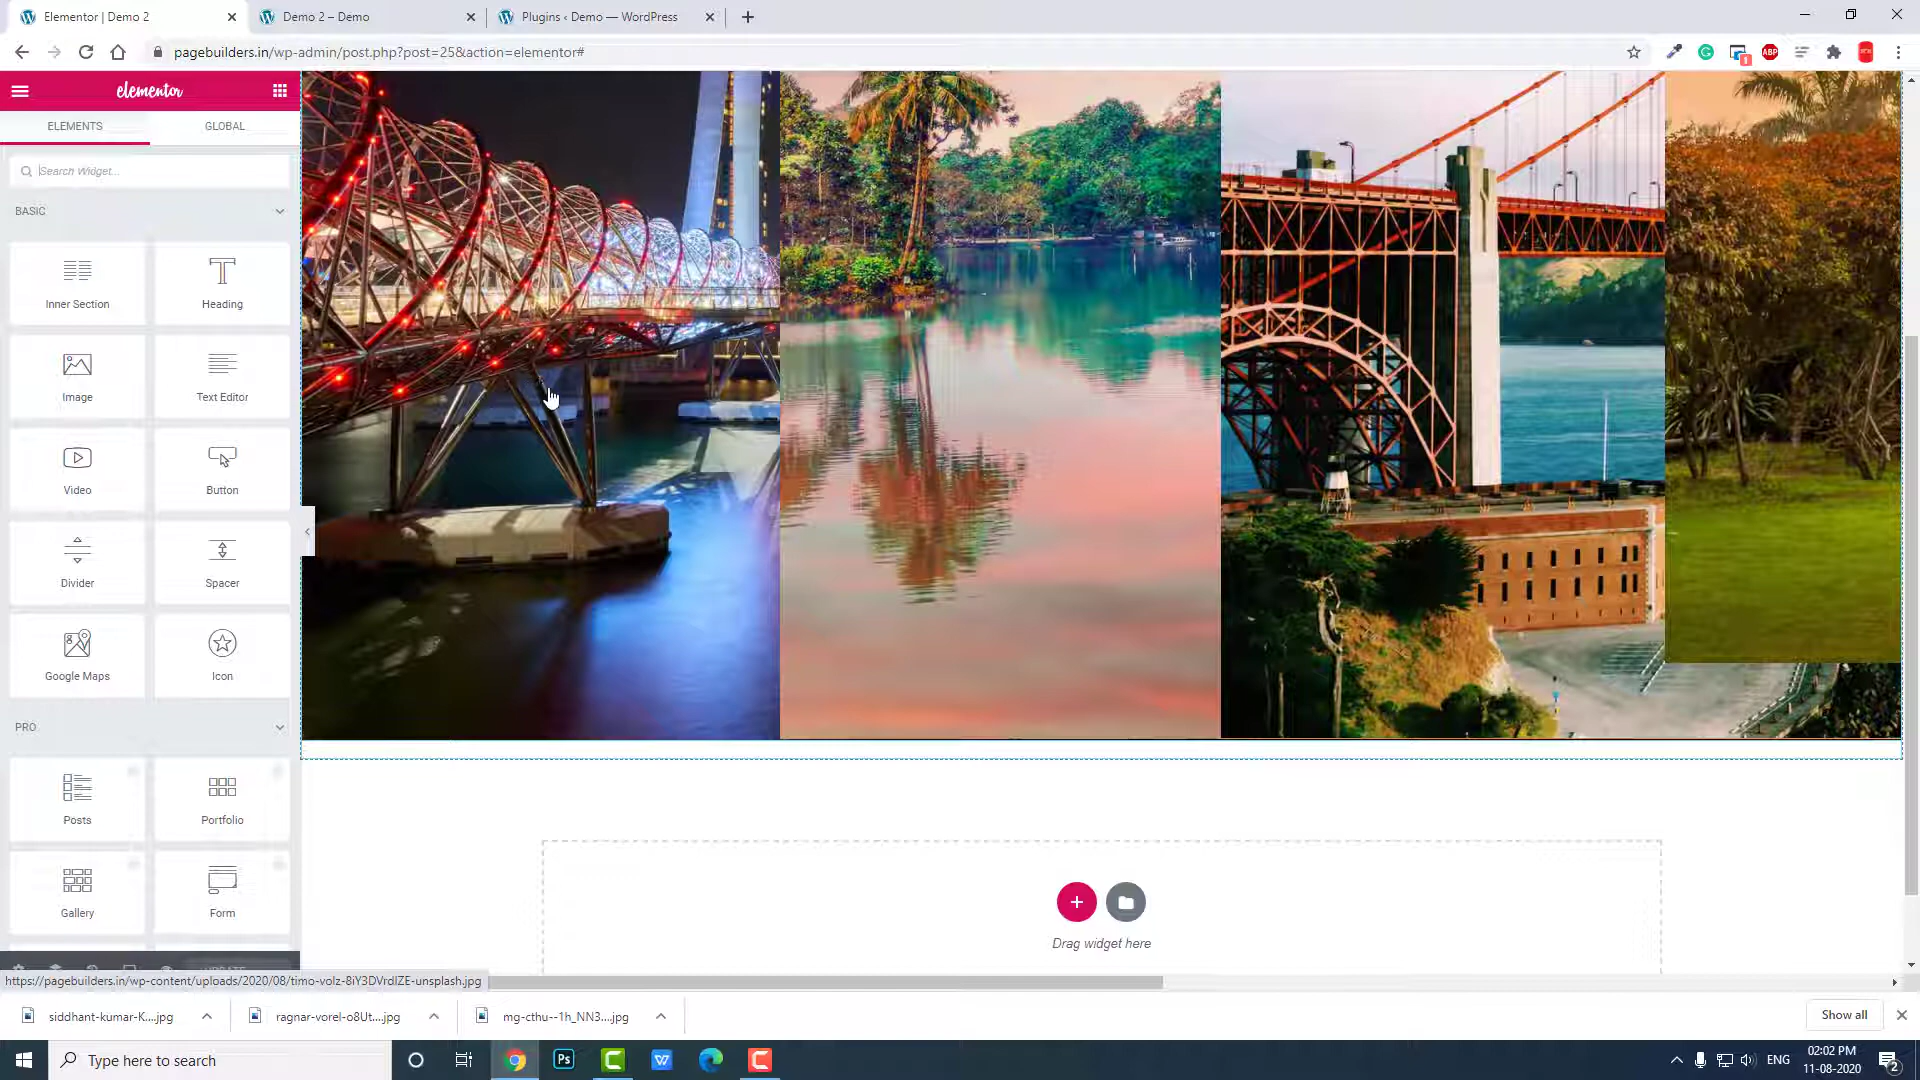 Elementor | Demo 2
Demo 2 – Demo
Plugins ‹ Demo — WordPress
pagebuilders.in/wp-admin/post.php?post=25&action=elementor#
ABP
elementor
ELEMENTS
GLOBAL
Search Widget...
BASIC
Inner Section
Heading
Image
Text Editor
Video
Button
Divider
Spacer
Google Maps
Icon
PRO
Posts
Portfolio
Gallery
Form
Drag widget here
UPDATE
https://pagebuilders.in/wp-content/uploads/2020/08/timo-volz-8iY3DVrdlZE-unsplash.jpg
siddhant-kumar-K....jpg
ragnar-vorel-o8Ut....jpg
mg-cthu--1h_NN3....jpg
Show all
Type here to search
Ps
ENG
02:02 PM
11-08-2020
2